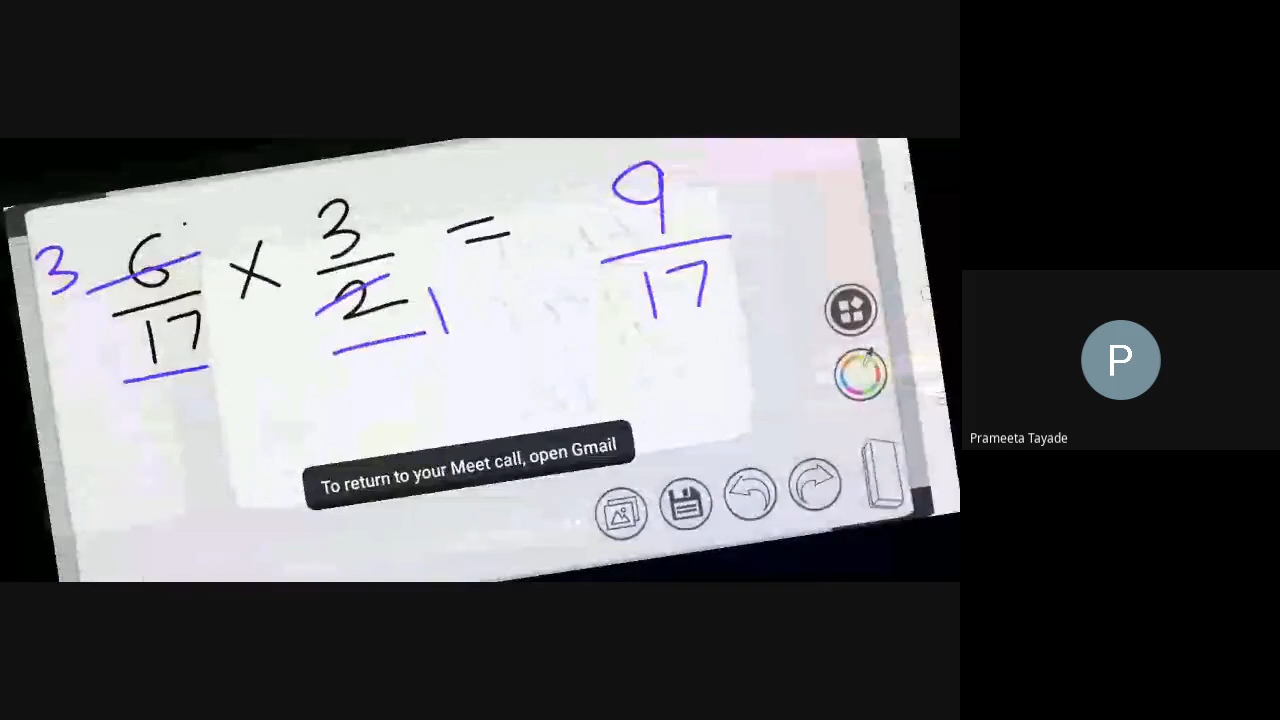 3 6/17 × 3/2 1 = 9/17
To return to your Meet call, open Gmail
P
Prameeta Tayade